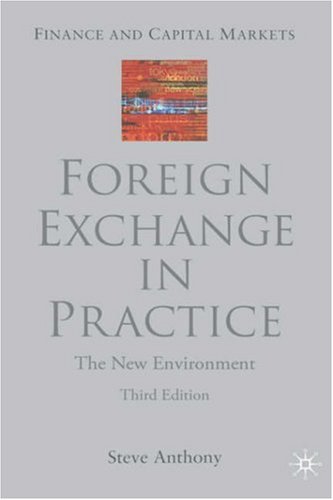 FINANCE AND CAPITAL MARKETS
FOREIGN
EXCHANGE IN
PRACTICE
The New Environment
Third Edition
Steve Anthony